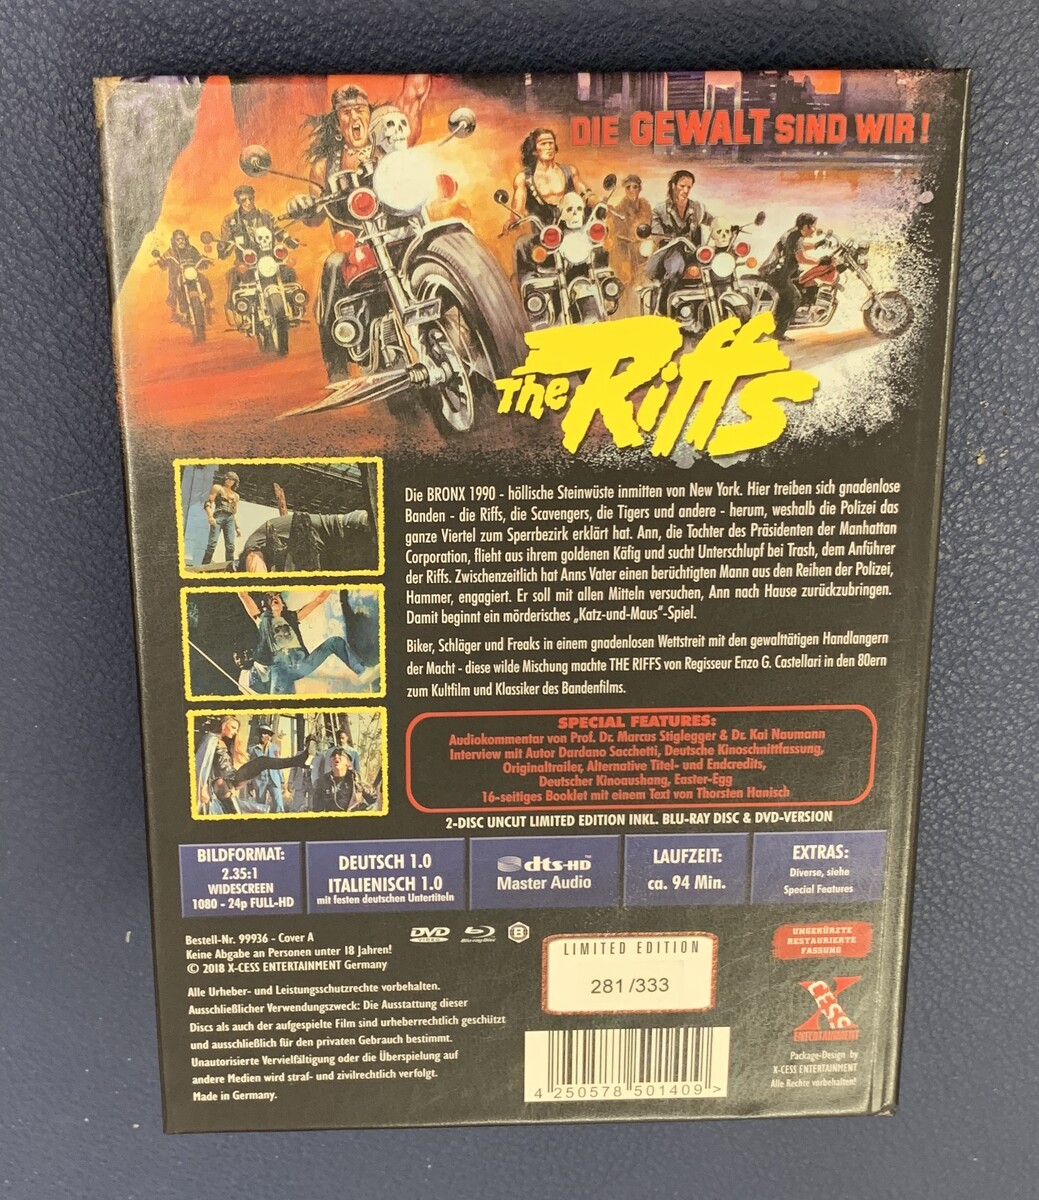 DIE GEWALT SIND WIR!
The Riffs
Die BRONX 1990 - höllische Steinwüste inmitten von New York. Hier treiben sich gnadenlose
Banden - die Riffs, die Scavengers, die Tigers und andere - herum, weshalb die Polizei das
ganze Viertel zum Sperrbezirk erklärt hat. Ann, die Tochter des Präsidenten der Manhattan
Corporation, flieht aus ihrem goldenen Käfig und sucht Unterschlupf bei Trash, dem Anführer
der Riffs. Zwischenzeitlich hat Anns Vater einen berüchtigten Mann aus den Reihen der Polizei,
Hammer, engagiert. Er soll mit allen Mitteln versuchen, Ann nach Hause zurückzubringen.
Damit beginnt ein mörderisches „Katz-und-Maus"-Spiel.
Biker, Schläger und Freaks in einem gnadenlosen Wettstreit mit den gewalttätigen Handlangern
der Macht - diese wilde Mischung machte THE RIFFS von Regisseur Enzo G. Castellari in den 80ern
zum Kultfilm und Klassiker des Bandenfilms.
SPECIAL FEATURES:
Audiokommentar von Prof. Dr. Marcus Stiglegger & Dr. Kai Naumann
Interview mit Autor Dardano Sacchetti, Deutsche Kinoschnittfassung,
Originaltrailer, Alternative Titel- und Endcredits,
Deutscher Kinoaushang, Easter-Egg
16-seitiges Booklet mit einem Text von Thorsten Hanisch
2-DISC UNCUT LIMITED EDITION INKL. BLU-RAY DISC & DVD-VERSION
BILDFORMAT:
2.35:1
WIDESCREEN
1080 - 24p FULL-HD
DEUTSCH 1.0
ITALIENISCH 1.0
mit festen deutschen Untertiteln
dts-HD™
Master Audio
LAUFZEIT:
ca. 94 Min.
EXTRAS:
Diverse, siehe
Special Features
Bestell-Nr. 99936 - Cover A
Keine Abgabe an Personen unter 18 Jahren!
© 2018 X-CESS ENTERTAINMENT Germany
DVD
VIDEO
Blu-ray Disc
B
LIMITED EDITION
281/333
UNGEKÜRZTE
RESTAURIERTE
FASSUNG
Alle Urheber- und Leistungsschutzrechte vorbehalten.
Ausschließlicher Verwendungszweck: Die Ausstattung dieser
Discs als auch der aufgespielte Film sind urheberrechtlich geschützt
und ausschließlich für den privaten Gebrauch bestimmt.
Unautorisierte Vervielfältigung oder die Überspielung auf
andere Medien wird straf- und zivilrechtlich verfolgt.
Made in Germany.
4 250578 501409 >
X
CESS
ENTERTAINMENT
Package-Design by
X-CESS ENTERTAINMENT
Alle Rechte vorbehalten!